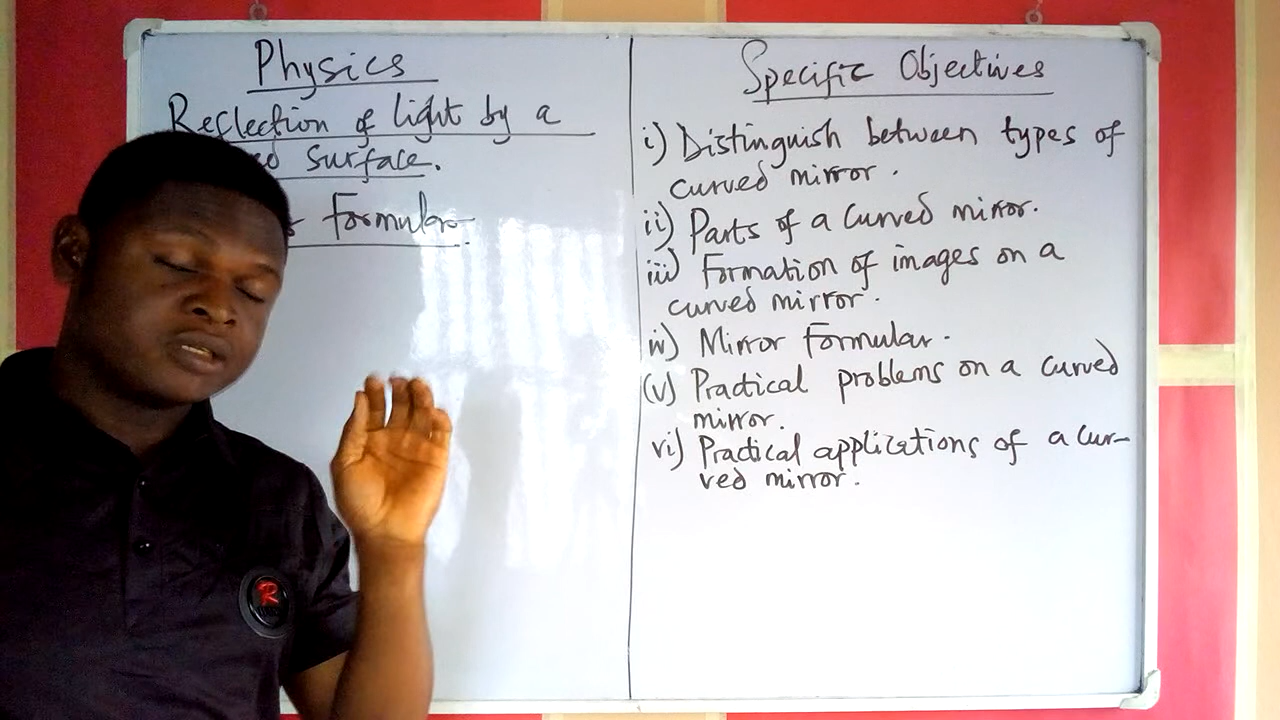 Physics
Reflection of light by a
Surface.
Formular.
Specific Objectives
i) Distinguish between types of
curved mirror.
ii) Parts of a Curved mirror.
iii) Formation of images on a
curved mirror.
iv) Mirror Formular.
(v) Practical problems on a curved
mirror.
vi) Practical applications of a Cur-
ved mirror.
R